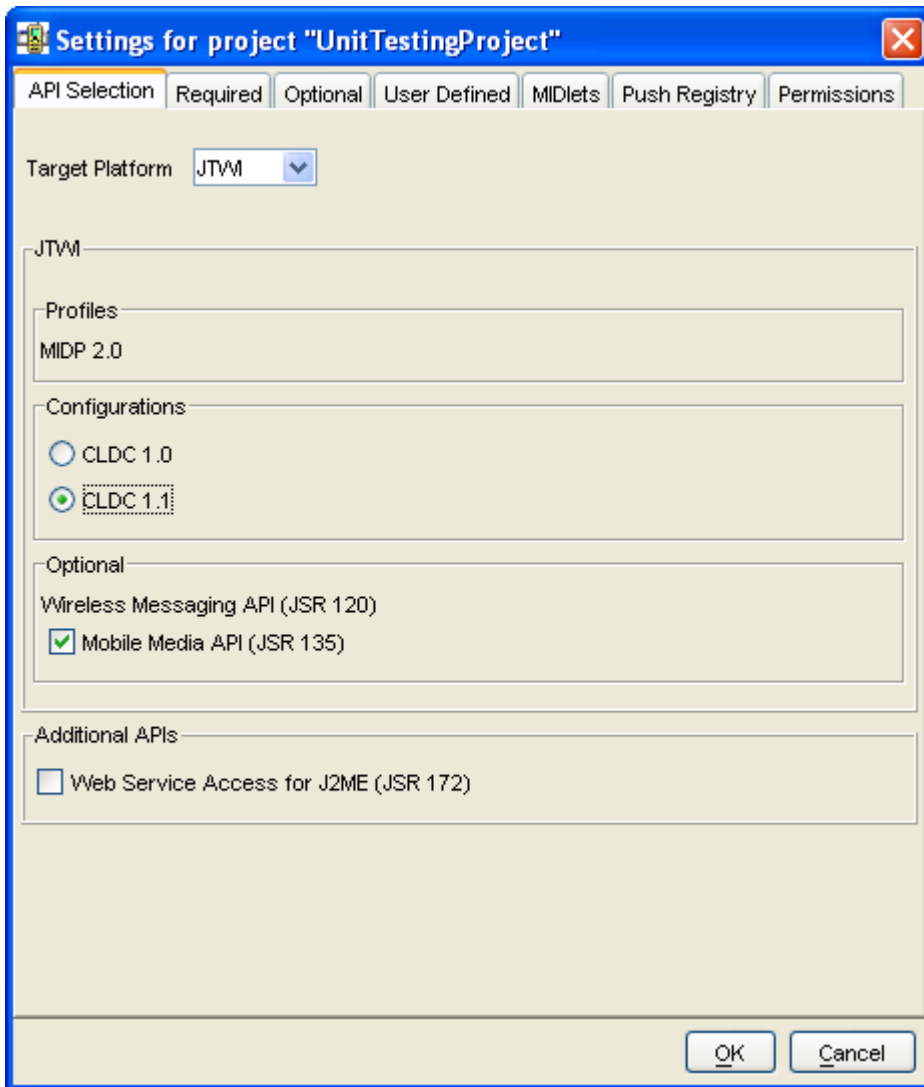 Settings for project "UnitTestingProject"
API Selection Required Optional User Defined MIDlets Push Registry Permissions
Target Platform JTWI
JTWI
Profiles
MIDP 2.0
Configurations
CLDC 1.0
CLDC 1.1
Optional
Wireless Messaging API (JSR 120)
Mobile Media API (JSR 135)
Additional APIs
Web Service Access for J2ME (JSR 172)
OK Cancel